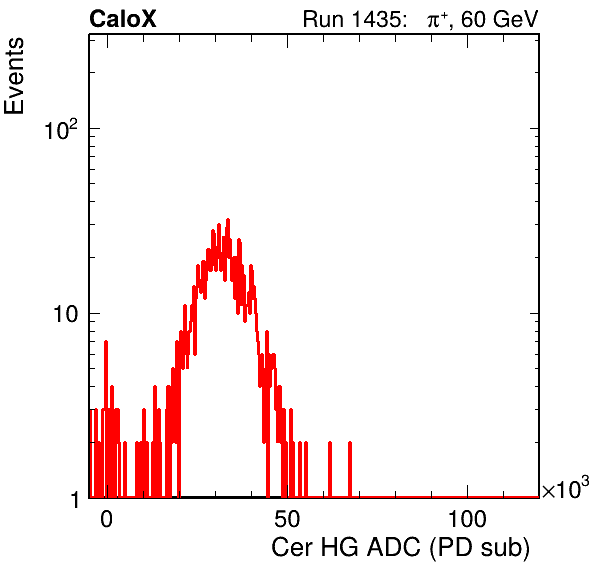 CaloX Run 1435: π⁺, 60 GeV
Events
10²
10
1
0 50 100 ×10³
Cer HG ADC (PD sub)